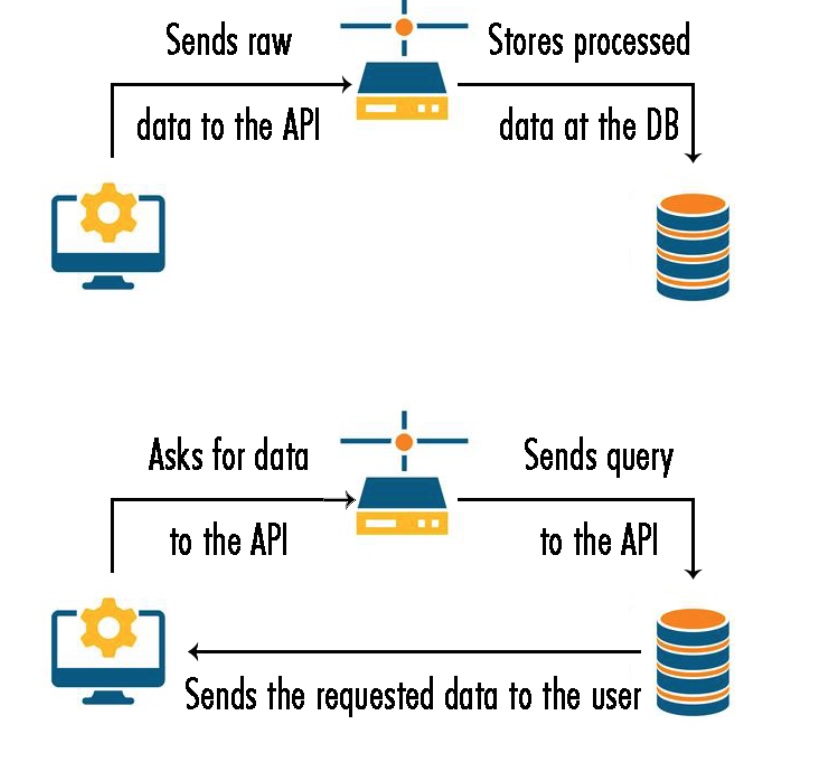 Sends raw
data to the API
Stores processed
data at the DB
Asks for data
to the API
Sends query
to the API
Sends the requested data to the user